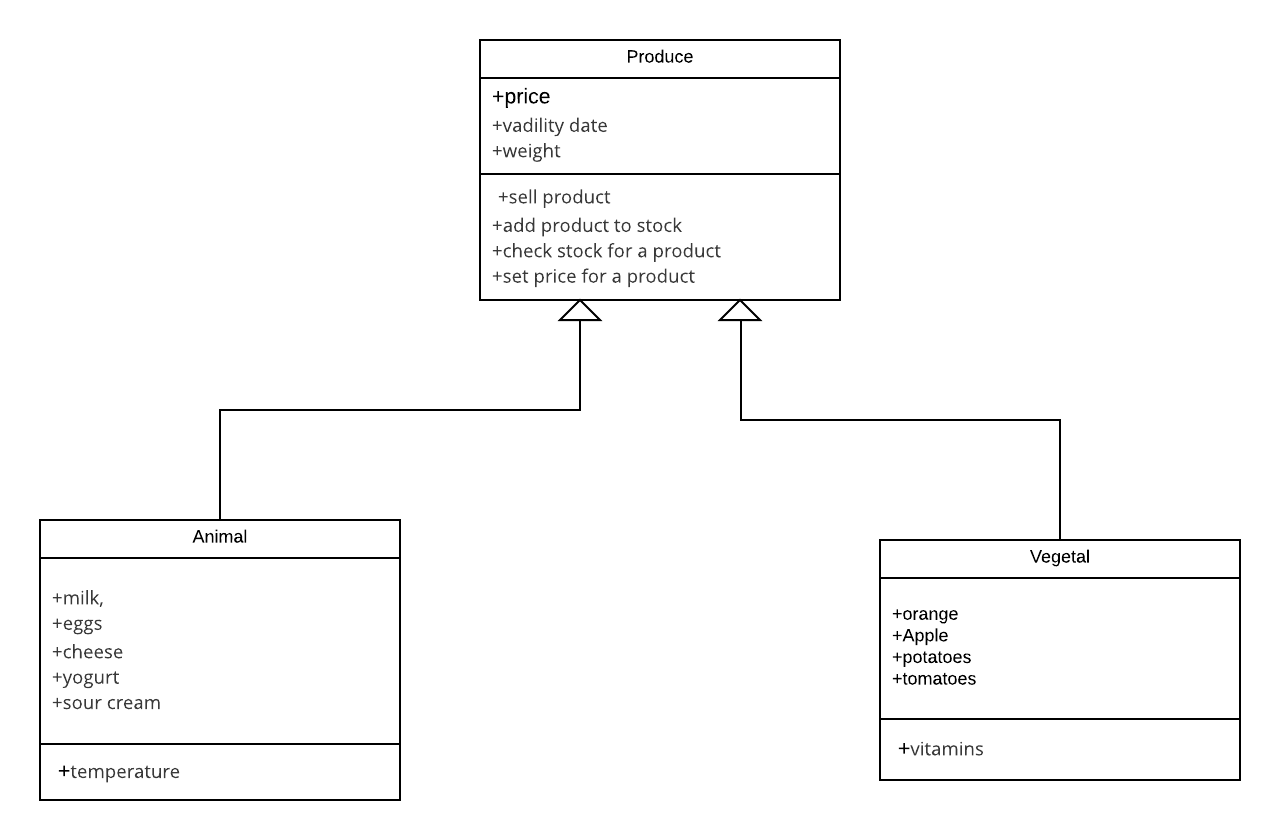 Produce
+price
+vadility date
+weight
+sell product
+add product to stock
+check stock for a product
+set price for a product
Animal
+milk,
+eggs
+cheese
+yogurt
+sour cream
+temperature
Vegetal
+orange
+Apple
+potatoes
+tomatoes
+vitamins